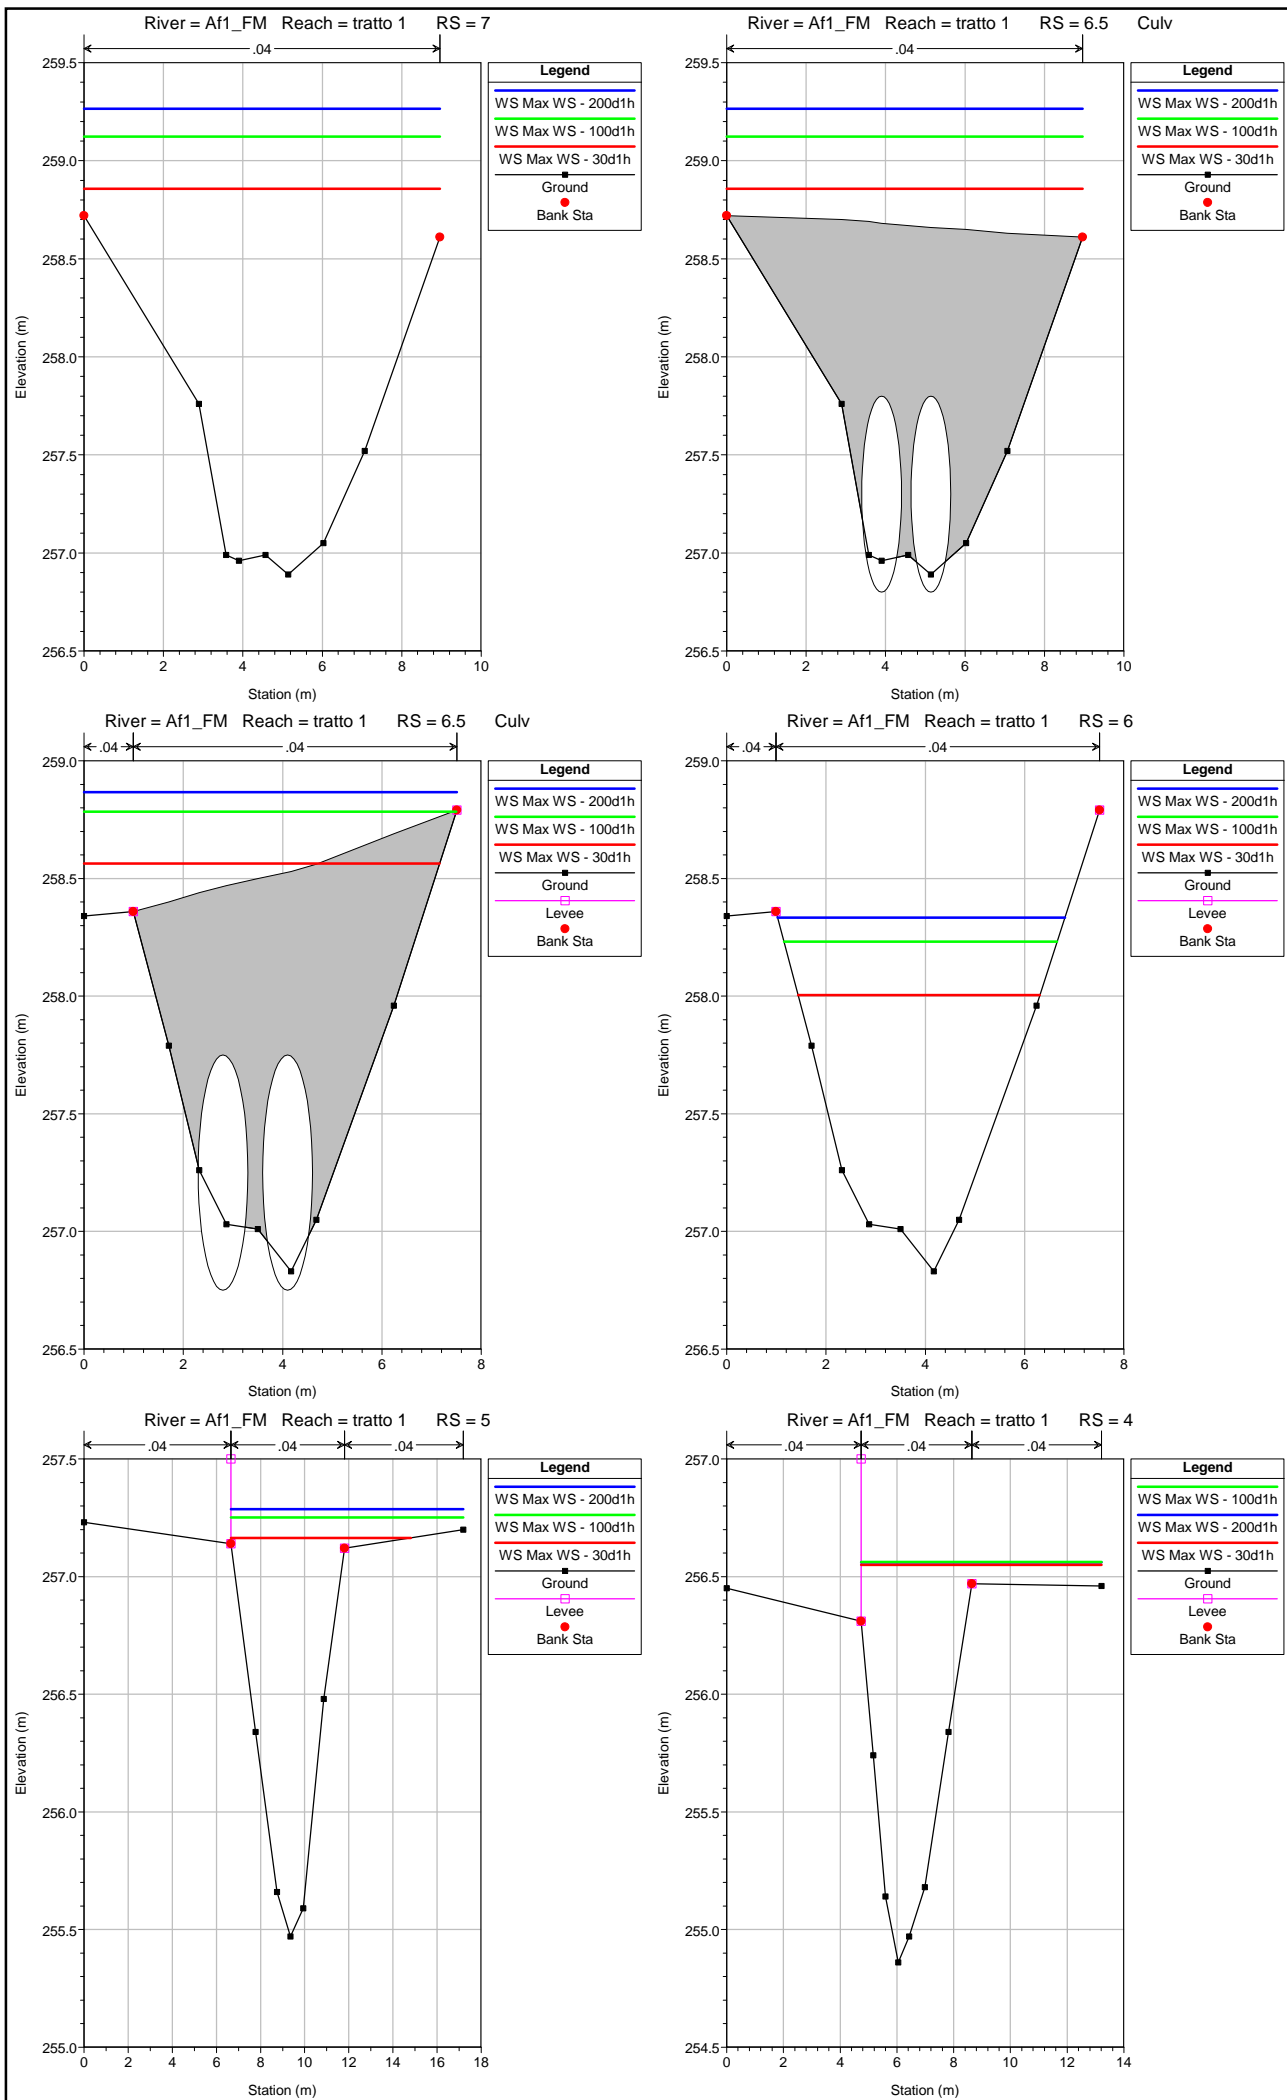 River = Af1_FM Reach = tratto 1 RS = 7
.04
259.5
259.0
258.5
258.0
257.5
257.0
256.5
Elevation (m)
0 2 4 6 8 10
Station (m)
Legend
WS Max WS - 200d1h
WS Max WS - 100d1h
WS Max WS - 30d1h
Ground
Bank Sta
River = Af1_FM Reach = tratto 1 RS = 6.5 Culv
.04
259.5
259.0
258.5
258.0
257.5
257.0
256.5
Elevation (m)
0 2 4 6 8 10
Station (m)
Legend
WS Max WS - 200d1h
WS Max WS - 100d1h
WS Max WS - 30d1h
Ground
Bank Sta
River = Af1_FM Reach = tratto 1 RS = 6.5 Culv
.04 .04
259.0
258.5
258.0
257.5
257.0
256.5
Elevation (m)
0 2 4 6 8
Station (m)
Legend
WS Max WS - 200d1h
WS Max WS - 100d1h
WS Max WS - 30d1h
Ground
Levee
Bank Sta
River = Af1_FM Reach = tratto 1 RS = 6
.04 .04
259.0
258.5
258.0
257.5
257.0
256.5
Elevation (m)
0 2 4 6 8
Station (m)
Legend
WS Max WS - 200d1h
WS Max WS - 100d1h
WS Max WS - 30d1h
Ground
Levee
Bank Sta
River = Af1_FM Reach = tratto 1 RS = 5
.04 .04 .04
257.5
257.0
256.5
256.0
255.5
255.0
Elevation (m)
0 2 4 6 8 10 12 14 16 18
Station (m)
Legend
WS Max WS - 200d1h
WS Max WS - 100d1h
WS Max WS - 30d1h
Ground
Levee
Bank Sta
River = Af1_FM Reach = tratto 1 RS = 4
.04 .04 .04
257.0
256.5
256.0
255.5
255.0
254.5
Elevation (m)
0 2 4 6 8 10 12 14
Station (m)
Legend
WS Max WS - 100d1h
WS Max WS - 200d1h
WS Max WS - 30d1h
Ground
Levee
Bank Sta